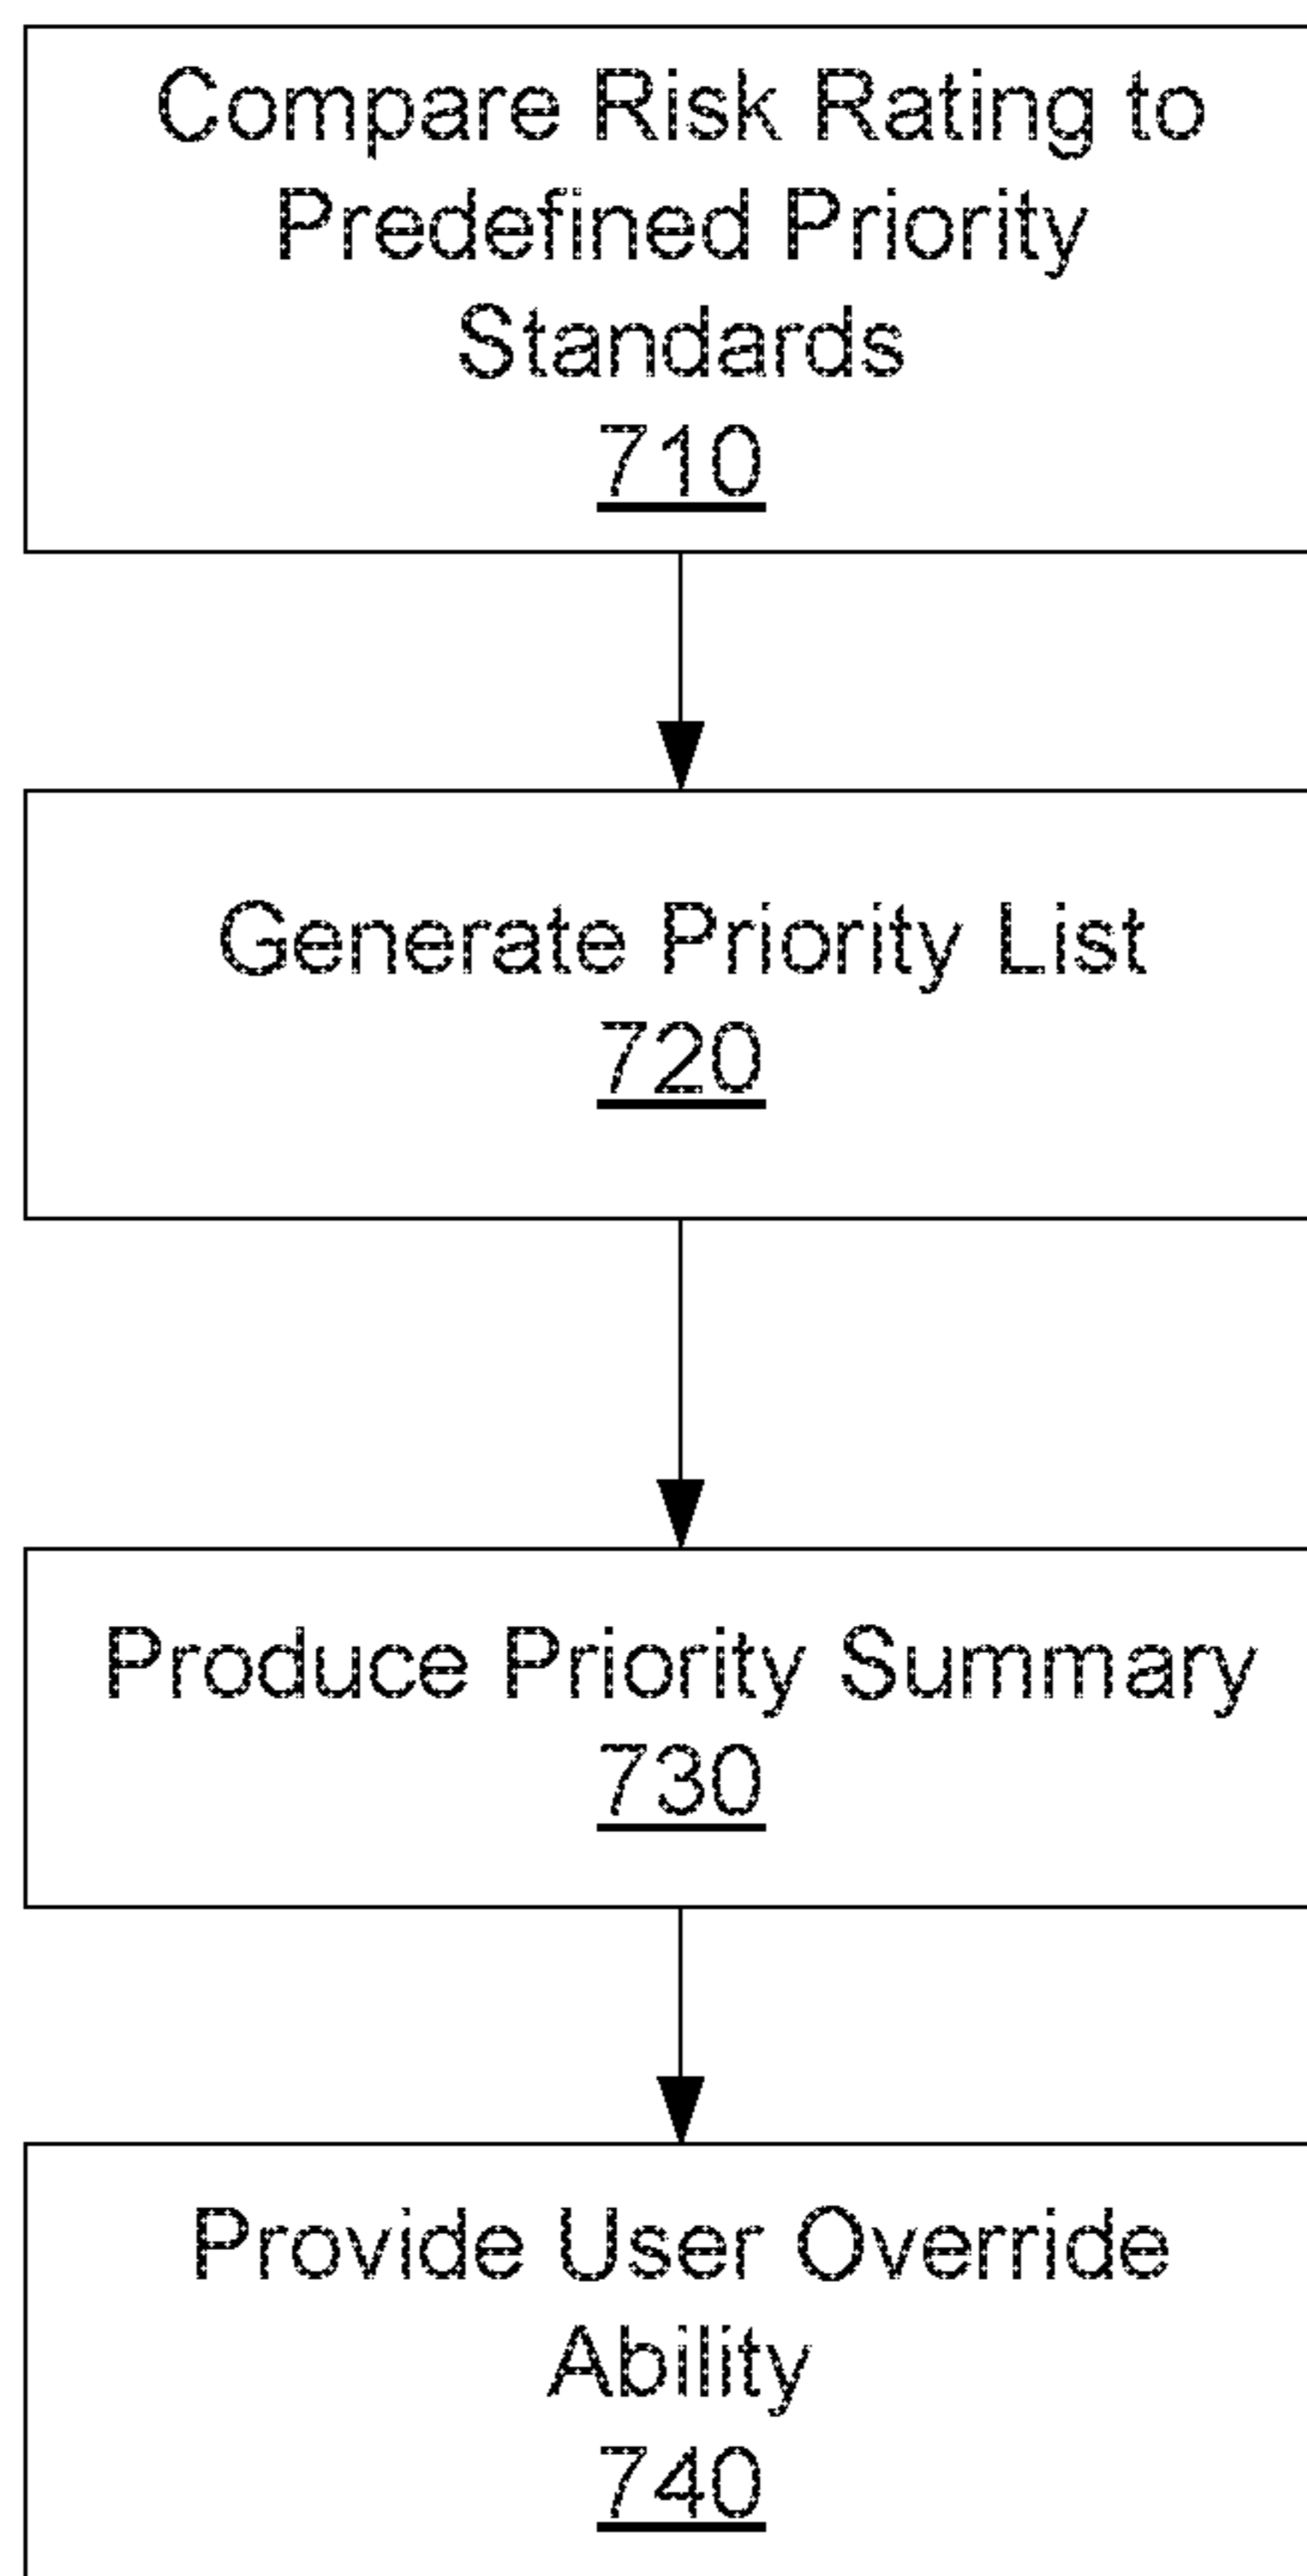 Compare Risk Rating to
Predefined Priority
Standards
710
Generate Priority List
720
Produce Priority Summary
730
Provide User Override
Ability
740